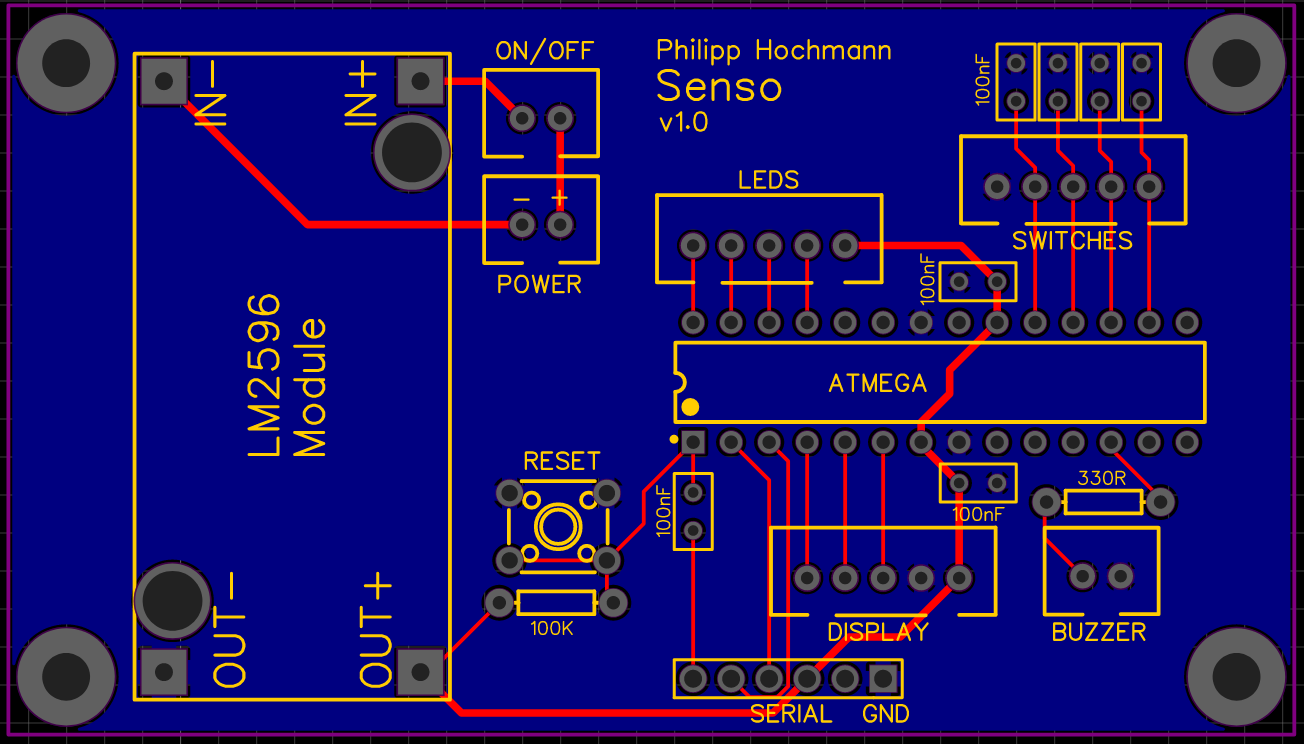 ON/OFF
Philipp Hochmann
Senso
v1.0
IN-
IN+
100nF
- +
POWER
LEDS
SWITCHES
100nF
LM2596
Module
ATMEGA
RESET
100nF
100nF
330R
100K
OUT-
OUT+
DISPLAY
BUZZER
SERIAL GND